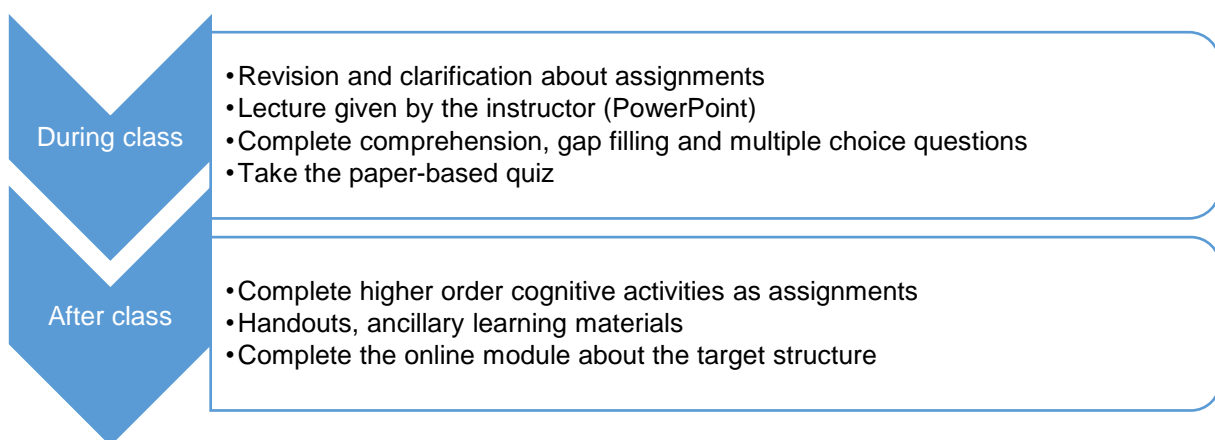 During class
•Revision and clarification about assignments
•Lecture given by the instructor (PowerPoint)
•Complete comprehension, gap filling and multiple choice questions
•Take the paper-based quiz
After class
•Complete higher order cognitive activities as assignments
•Handouts, ancillary learning materials
•Complete the online module about the target structure